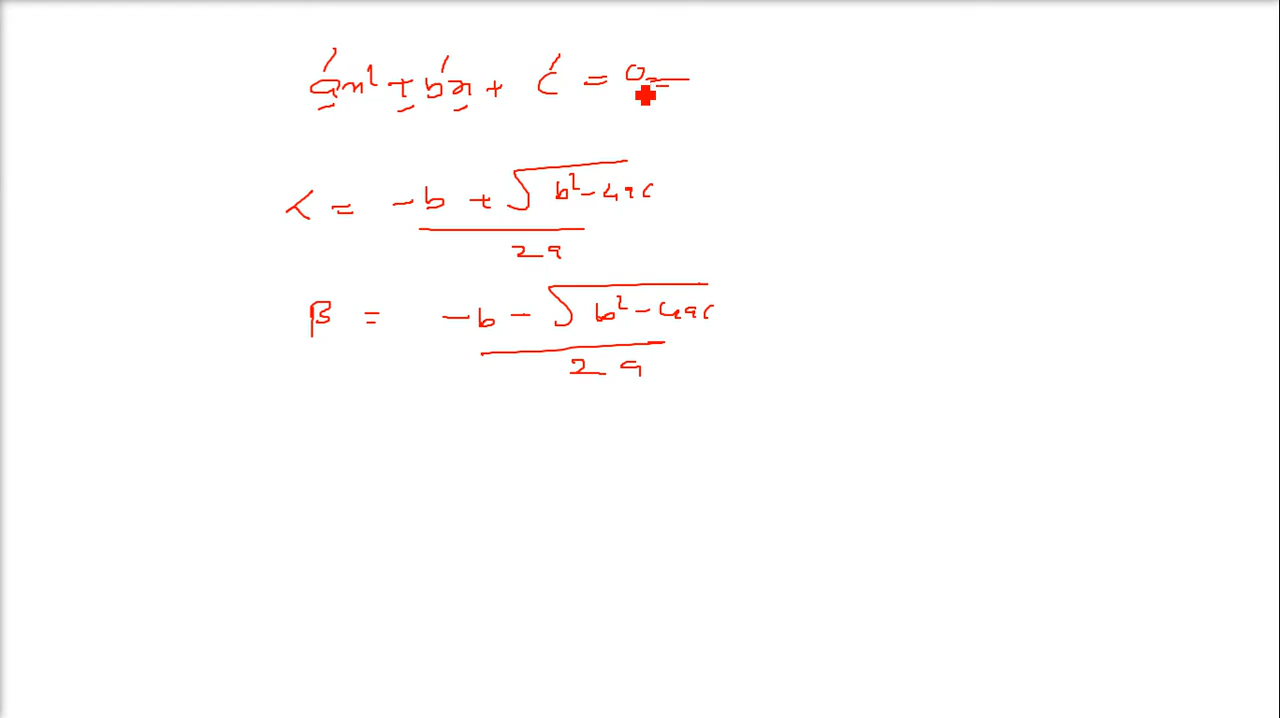 ax² + bx + c = 0
α = -b + √b²-4ac
2a
β = -b - √b²-4ac
2a